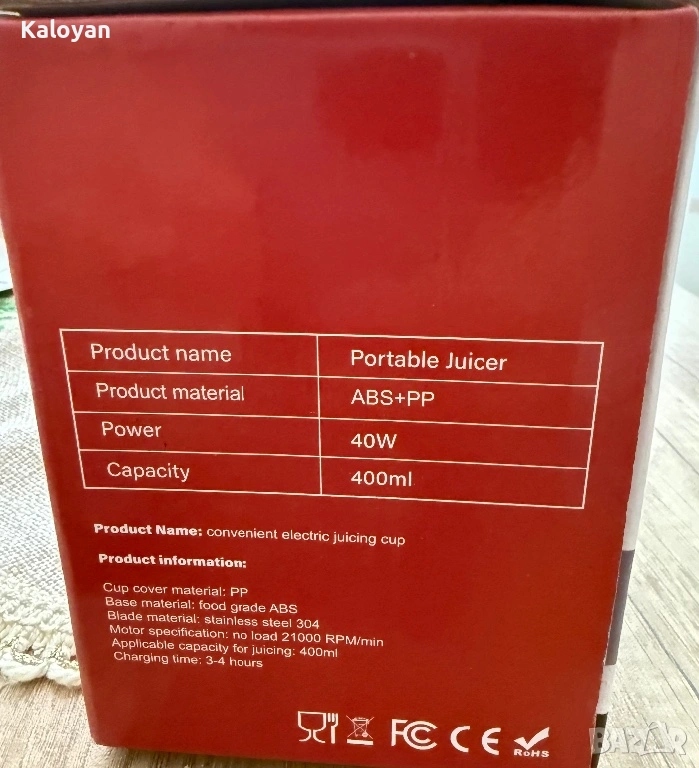 Kaloyan
Product name Portable Juicer
Product material ABS+PP
Power 40W
Capacity 400ml
Product Name: convenient electric juicing cup
Product information:
Cup cover material: PP
Base material: food grade ABS
Blade material: stainless steel 304
Motor specification: no load 21000 RPM/min
Applicable capacity for juicing: 400ml
Charging time: 3-4 hours
FC CE RoHS
BAZAR